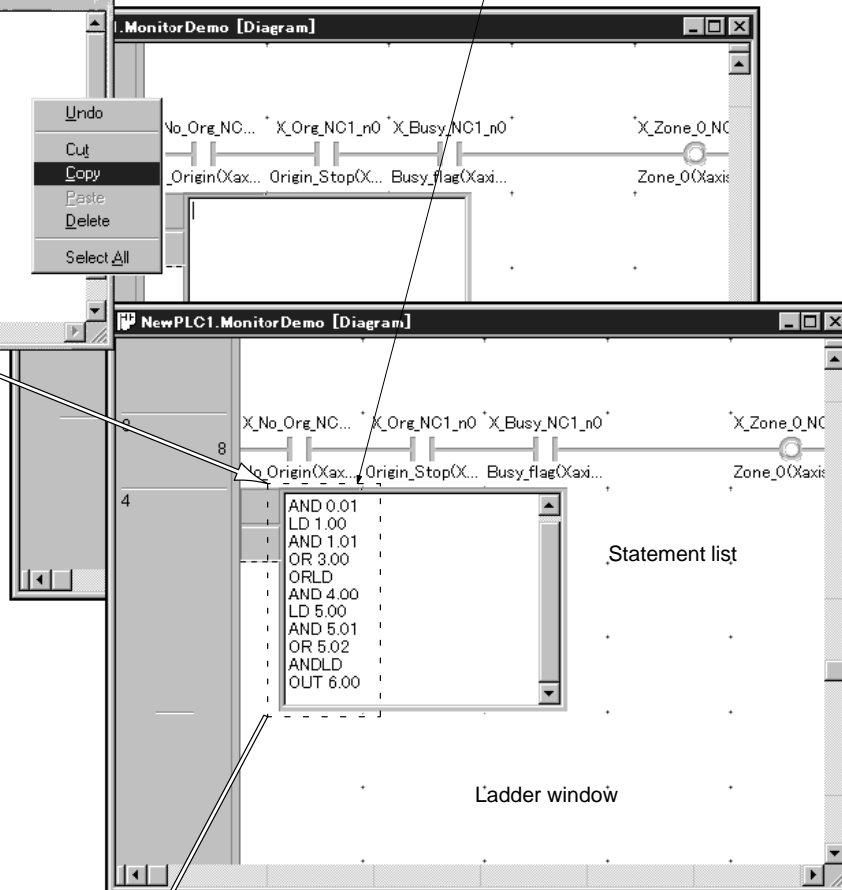 1.MonitorDemo [Diagram]
Undo
Cut
Copy
Paste
Delete
Select All
No_Org_NC... X_Org_NC1_n0 X_Busy_NC1_n0 X_Zone_0_NC
_Origin(Xax... Origin_Stop(X... Busy_flag(Xaxi... Zone_0(Xaxis
NewPLC1.MonitorDemo [Diagram]
X_No_Org_NC... X_Org_NC1_n0 X_Busy_NC1_n0 X_Zone_0_NC
8
No_Origin(Xax... Origin_Stop(X... Busy_flag(Xaxi... Zone_0(Xaxis
4
AND 0.01
LD 1.00
AND 1.01
OR 3.00
ORLD
AND 4.00
LD 5.00
AND 5.01
OR 5.02
ANDLD
OUT 6.00
Statement list
Ladder window